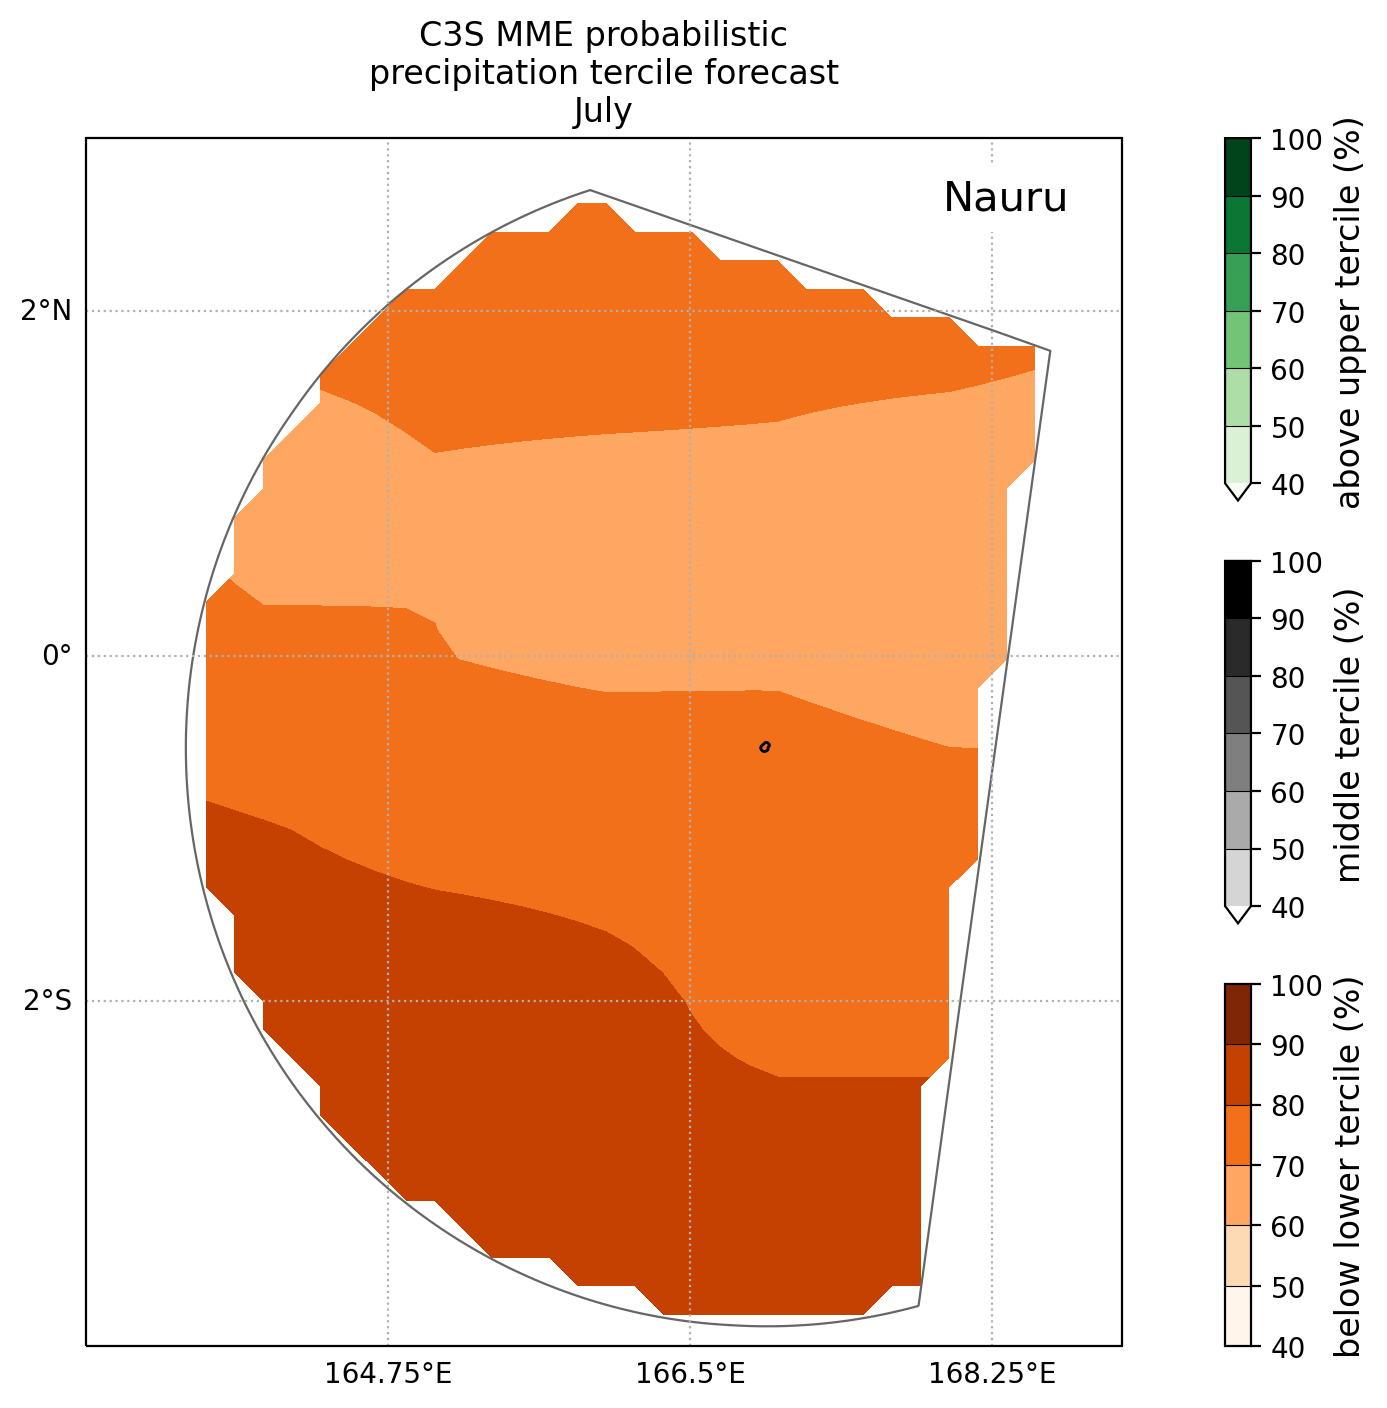 C3S MME probabilistic
precipitation tercile forecast
July
Nauru
2°N
0°
2°S
164.75°E
166.5°E
168.25°E
100
90
80
70
60
50
40
above upper tercile (%)
100
90
80
70
60
50
40
middle tercile (%)
100
90
80
70
60
50
40
below lower tercile (%)